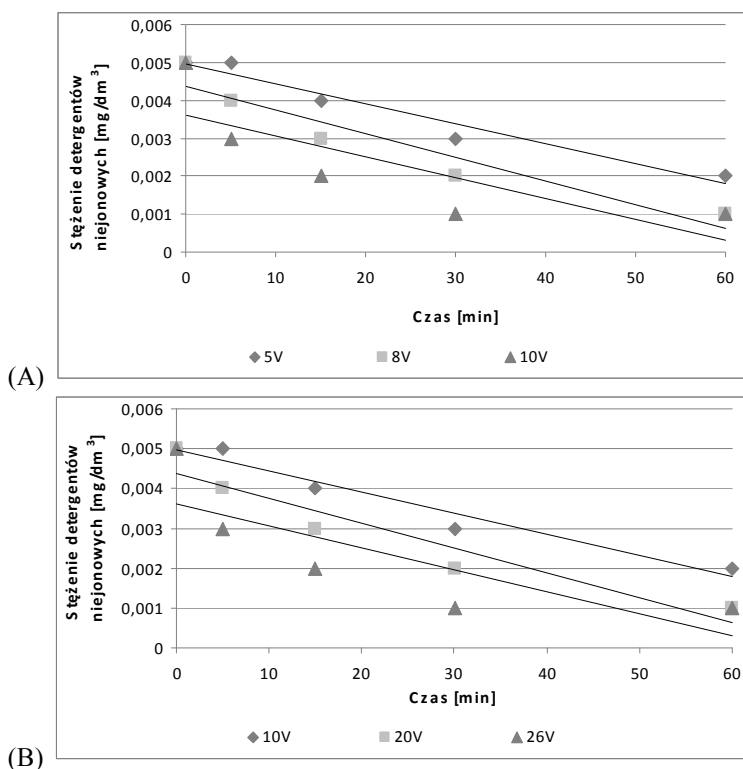 0,006
0,005
0,004
0,003
0,002
0,001
0
Stężenie detergentów
niejonowych [mg/dm³]
0 10 20 30 40 50 60
Czas [min]
5V 8V 10V
(A)
0,006
0,005
0,004
0,003
0,002
0,001
0
Stężenie detergentów
niejonowych [mg/dm³]
0 10 20 30 40 50 60
Czas [min]
10V 20V 26V
(B)